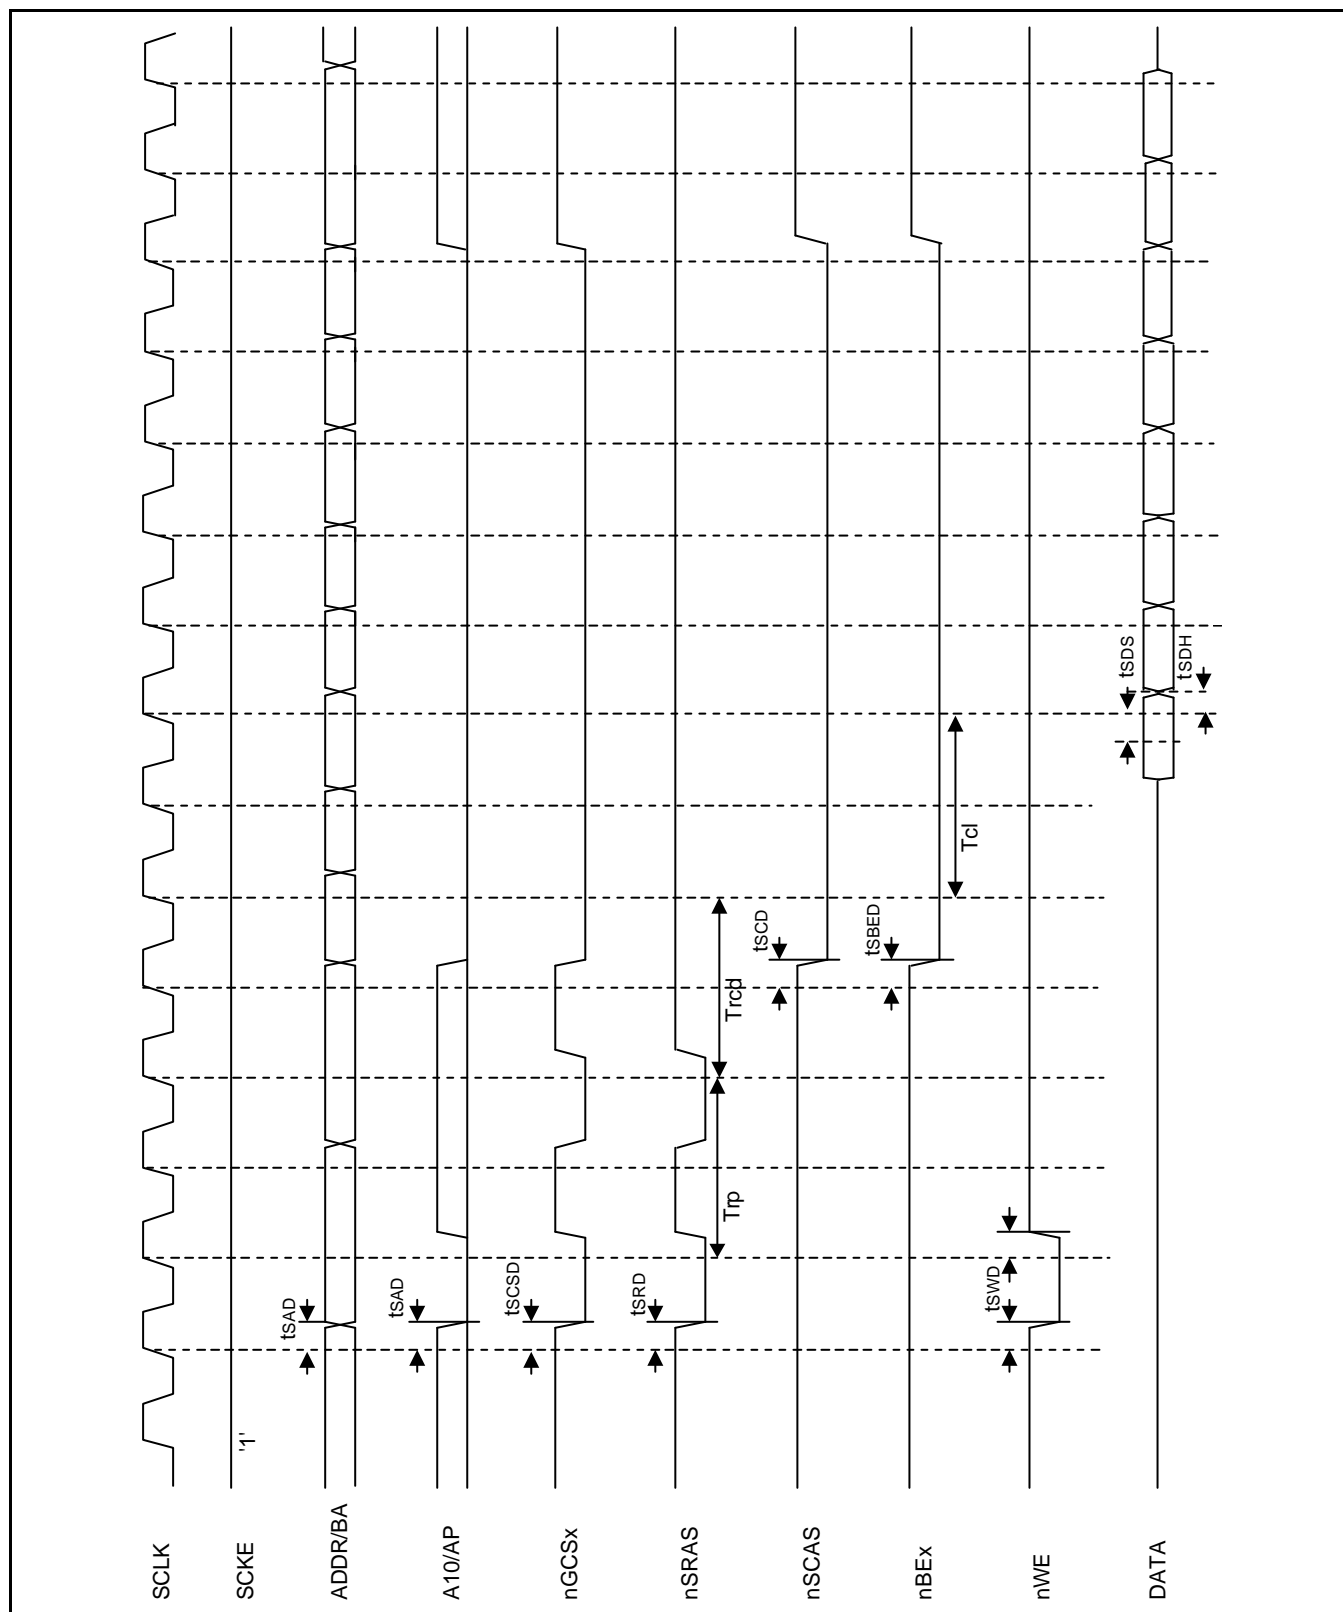 SCLK
SCKE
'1'
ADDR/BA
tSAD
A10/AP
tSAD
nGCSx
tSCSD
nSRAS
tSRD
Trp
Trcd
nSCAS
tSCD
nBEx
tSBED
Tcl
nWE
tSWD
DATA
tSDS
tSDH